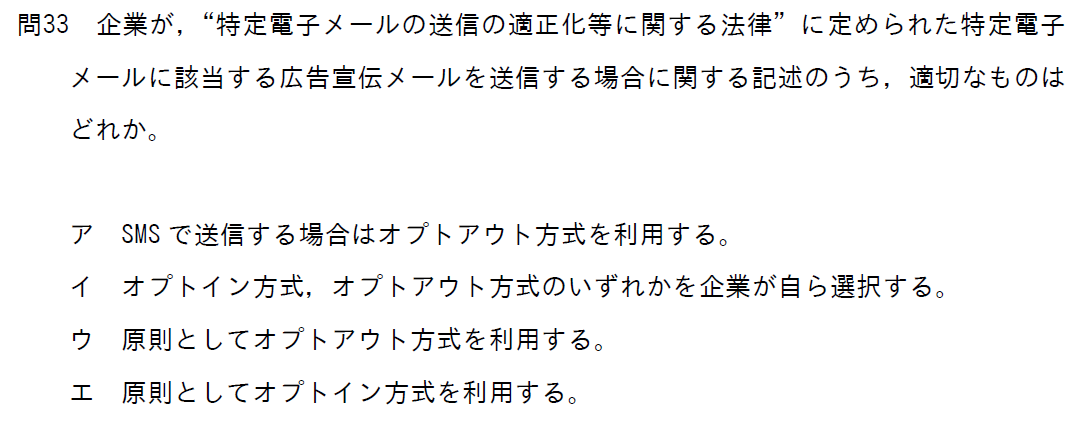 問33 企業が，“特定電子メールの送信の適正化等に関する法律”に定められた特定電子
メールに該当する広告宣伝メールを送信する場合に関する記述のうち，適切なものは
どれか。
ア SMSで送信する場合はオプトアウト方式を利用する。
イ オプトイン方式，オプトアウト方式のいずれかを企業が自ら選択する。
ウ 原則としてオプトアウト方式を利用する。
エ 原則としてオプトイン方式を利用する。